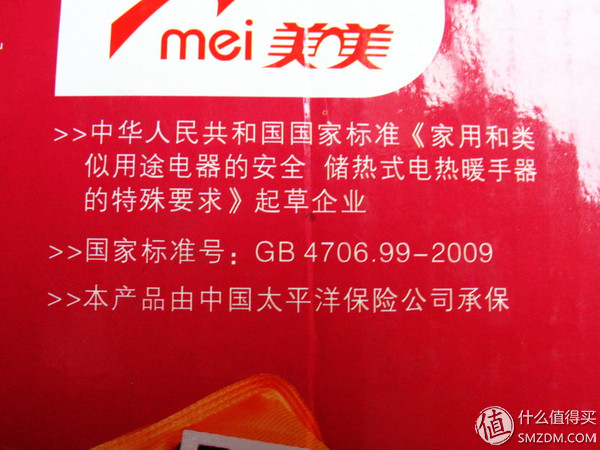 mei 美美
>>中华人民共和国国家标准《家用和类
似用途电器的安全 储热式电热暖手器
的特殊要求》起草企业
>>国家标准号：GB 4706.99-2009
>>本产品由中国太平洋保险公司承保
值 什么值得买
SMZDM.COM